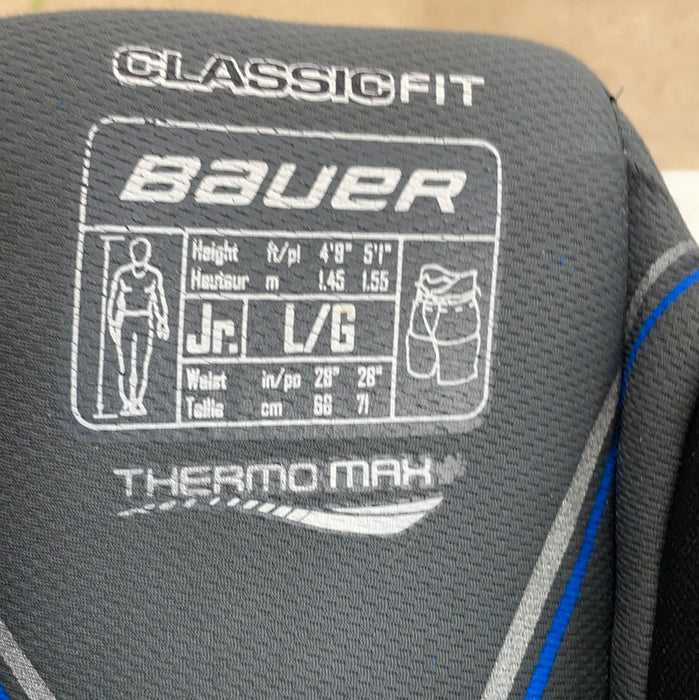 CLASSICFIT
BAUER
Height ft/pi 4'9" 5'1"
Hauteur m 1.45 1.55
Jr. L/G
Waist in/po 26" 28"
Taille cm 66 71
THERMO MAX